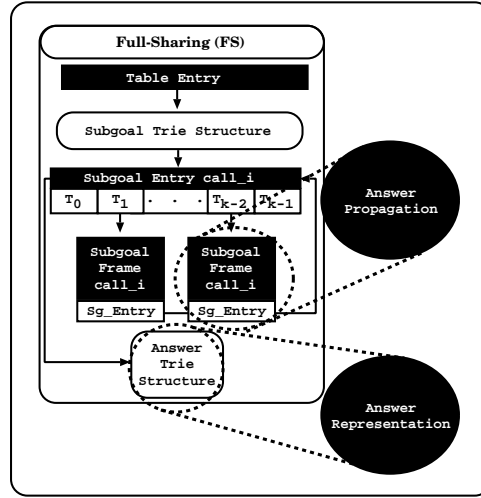 Full-Sharing (FS)
Table Entry
Subgoal Trie Structure
Subgoal Entry call_i
T0 T1 . . . Tk-2 Tk-1
Subgoal
Frame
call_i
Sg_Entry
Subgoal
Frame
call_i
Sg_Entry
Answer
Trie
Structure
Answer
Propagation
Answer
Representation